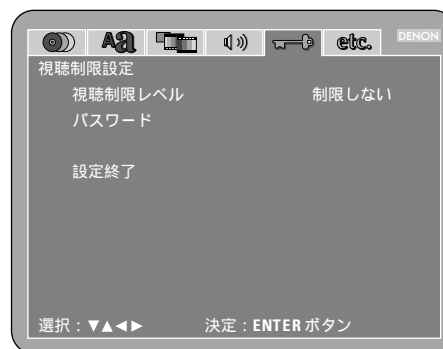 Aa etc. DENON
視聴制限設定
視聴制限レベル 制限しない
パスワード
設定終了
選択：▼▲◀▶ 決定：ENTER ボタン